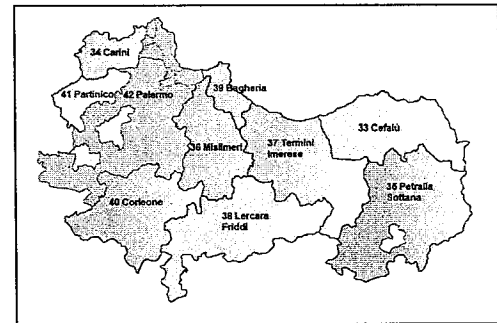 34 Carini
41 Partinico
42 Palermo
39 Bagheria
33 Cefalù
36 Misilmeri
37 Termini
Imerese
35 Petralia
Sottana
40 Corleone
38 Lercara
Friddi